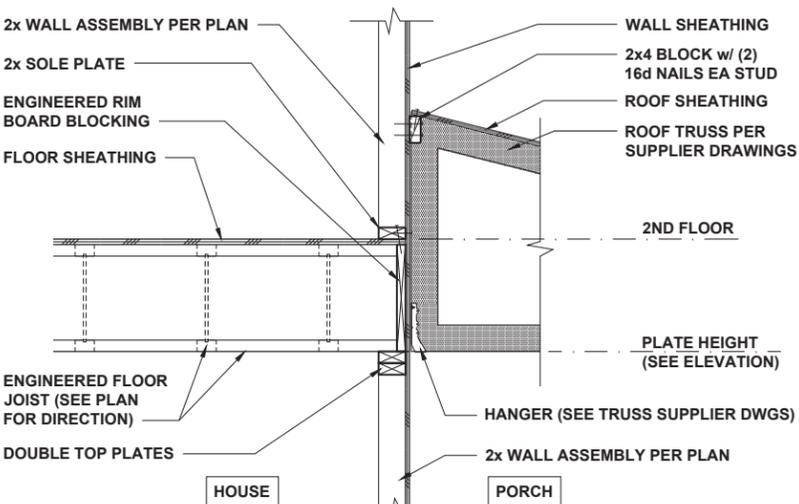 2x WALL ASSEMBLY PER PLAN
2x SOLE PLATE
ENGINEERED RIM
BOARD BLOCKING
FLOOR SHEATHING
WALL SHEATHING
2x4 BLOCK w/ (2)
16d NAILS EA STUD
ROOF SHEATHING
ROOF TRUSS PER
SUPPLIER DRAWINGS
2ND FLOOR
PLATE HEIGHT
(SEE ELEVATION)
ENGINEERED FLOOR
JOIST (SEE PLAN
FOR DIRECTION)
DOUBLE TOP PLATES
HANGER (SEE TRUSS SUPPLIER DWGS)
2x WALL ASSEMBLY PER PLAN
HOUSE
PORCH